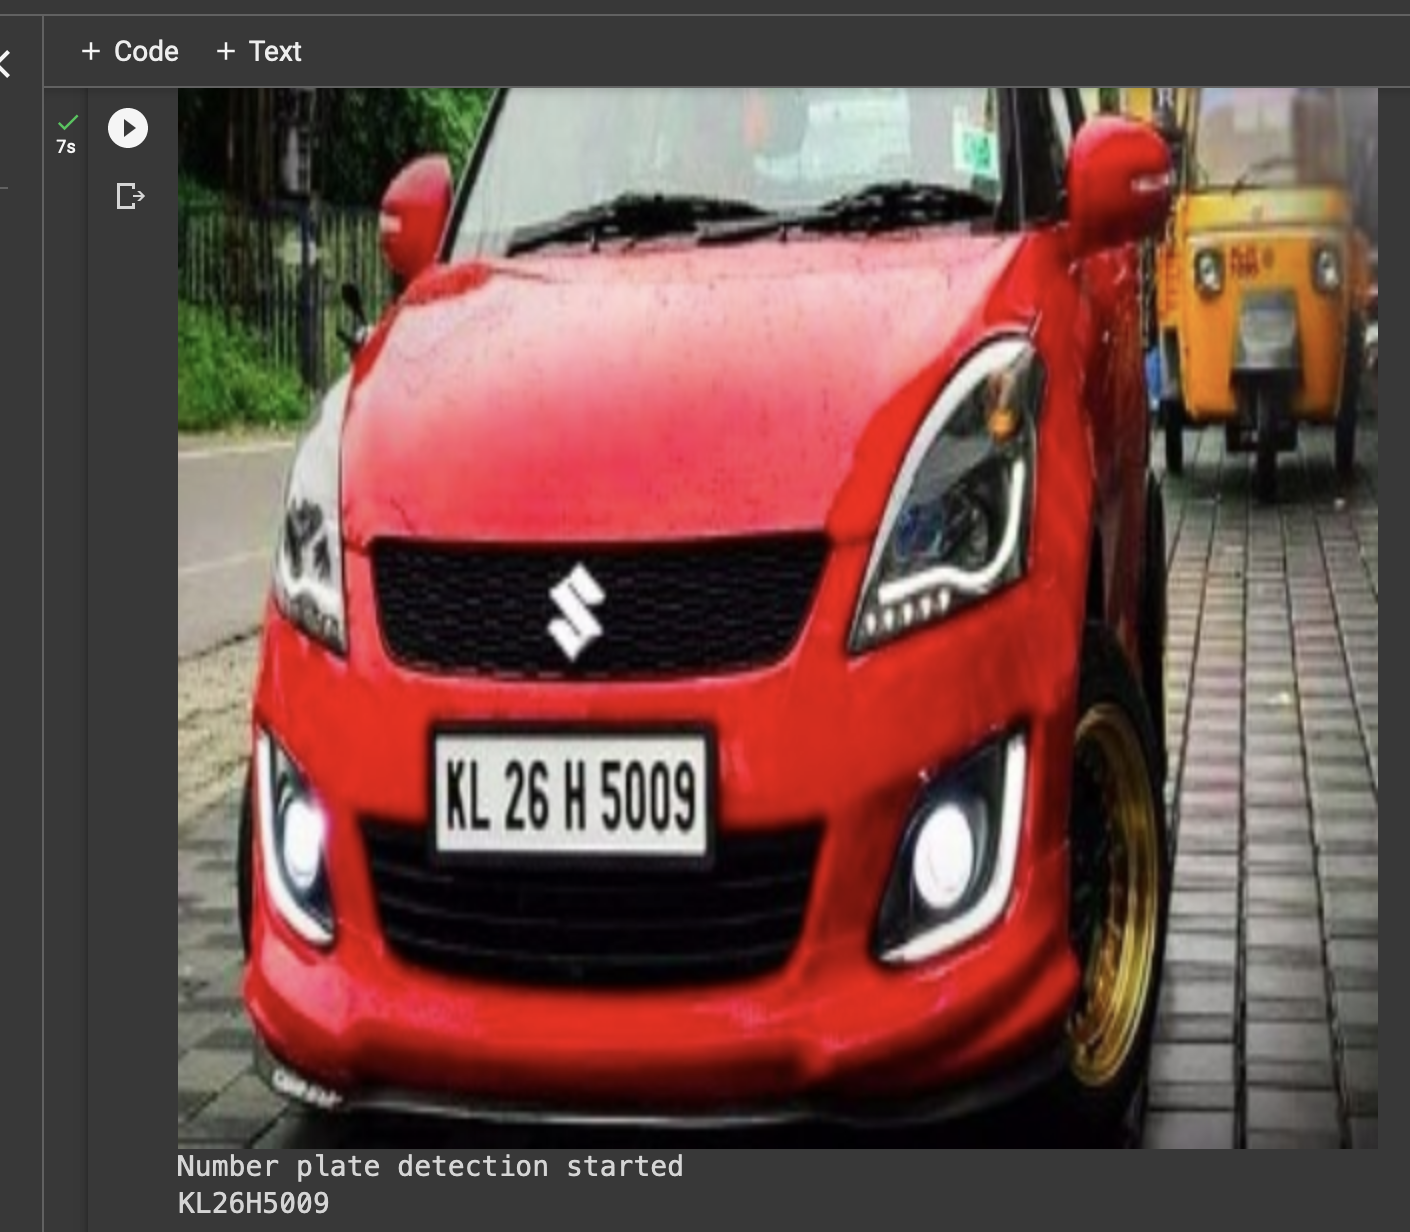 + Code + Text
7s
KL 26 H 5009
Number plate detection started
KL26H5009